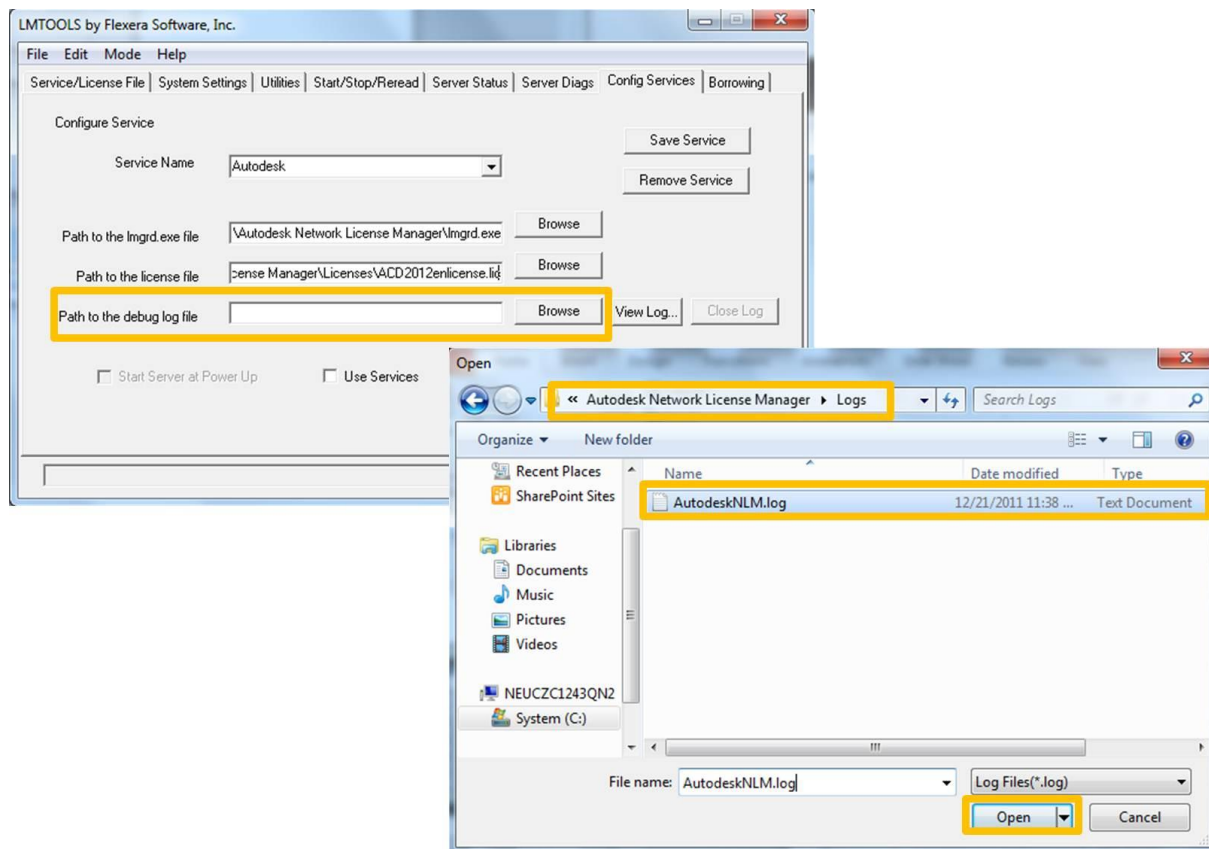 LMTOOLS by Flexera Software, Inc.
File Edit Mode Help
Service/License File System Settings Utilities Start/Stop/Reread Server Status Server Diags Config Services Borrowing
Configure Service
Save Service
Service Name Autodesk
Remove Service
Path to the lmgrd.exe file \Autodesk Network License Manager\lmgrd.exe Browse
Path to the license file cense Manager\Licenses\ACD2012enlicense.lic Browse
Path to the debug log file Browse View Log... Close Log
Start Server at Power Up Use Services
Open
« Autodesk Network License Manager Logs Search Logs
Organize New folder
Name Date modified Type
AutodeskNLM.log 12/21/2011 11:38 ... Text Document
Recent Places
SharePoint Sites
Libraries
Documents
Music
Pictures
Videos
NEUCZC1243QN2
System (C:)
File name: AutodeskNLM.log Log Files(*.log)
Open Cancel